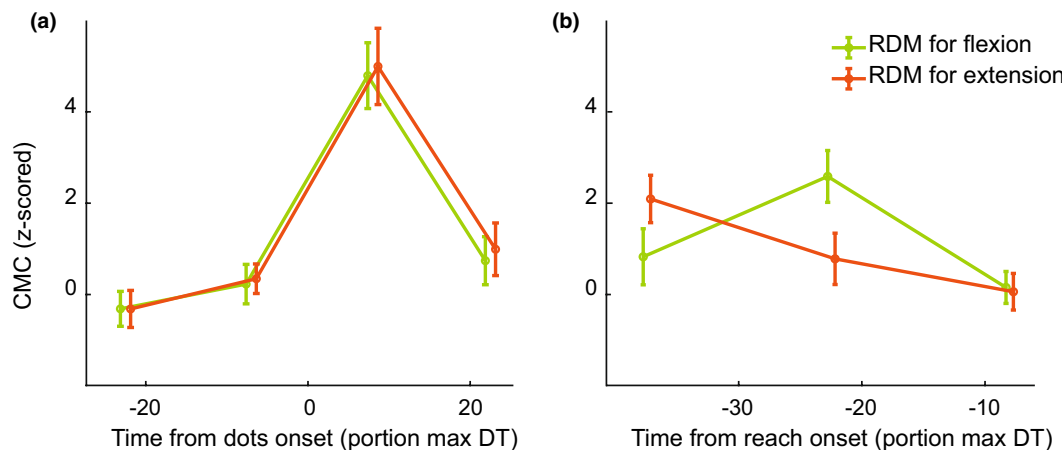 (a)
CMC (z-scored)
4
2
0
-20
0
20
Time from dots onset (portion max DT)
(b)
RDM for flexion
RDM for extension
4
2
0
-30
-20
-10
Time from reach onset (portion max DT)